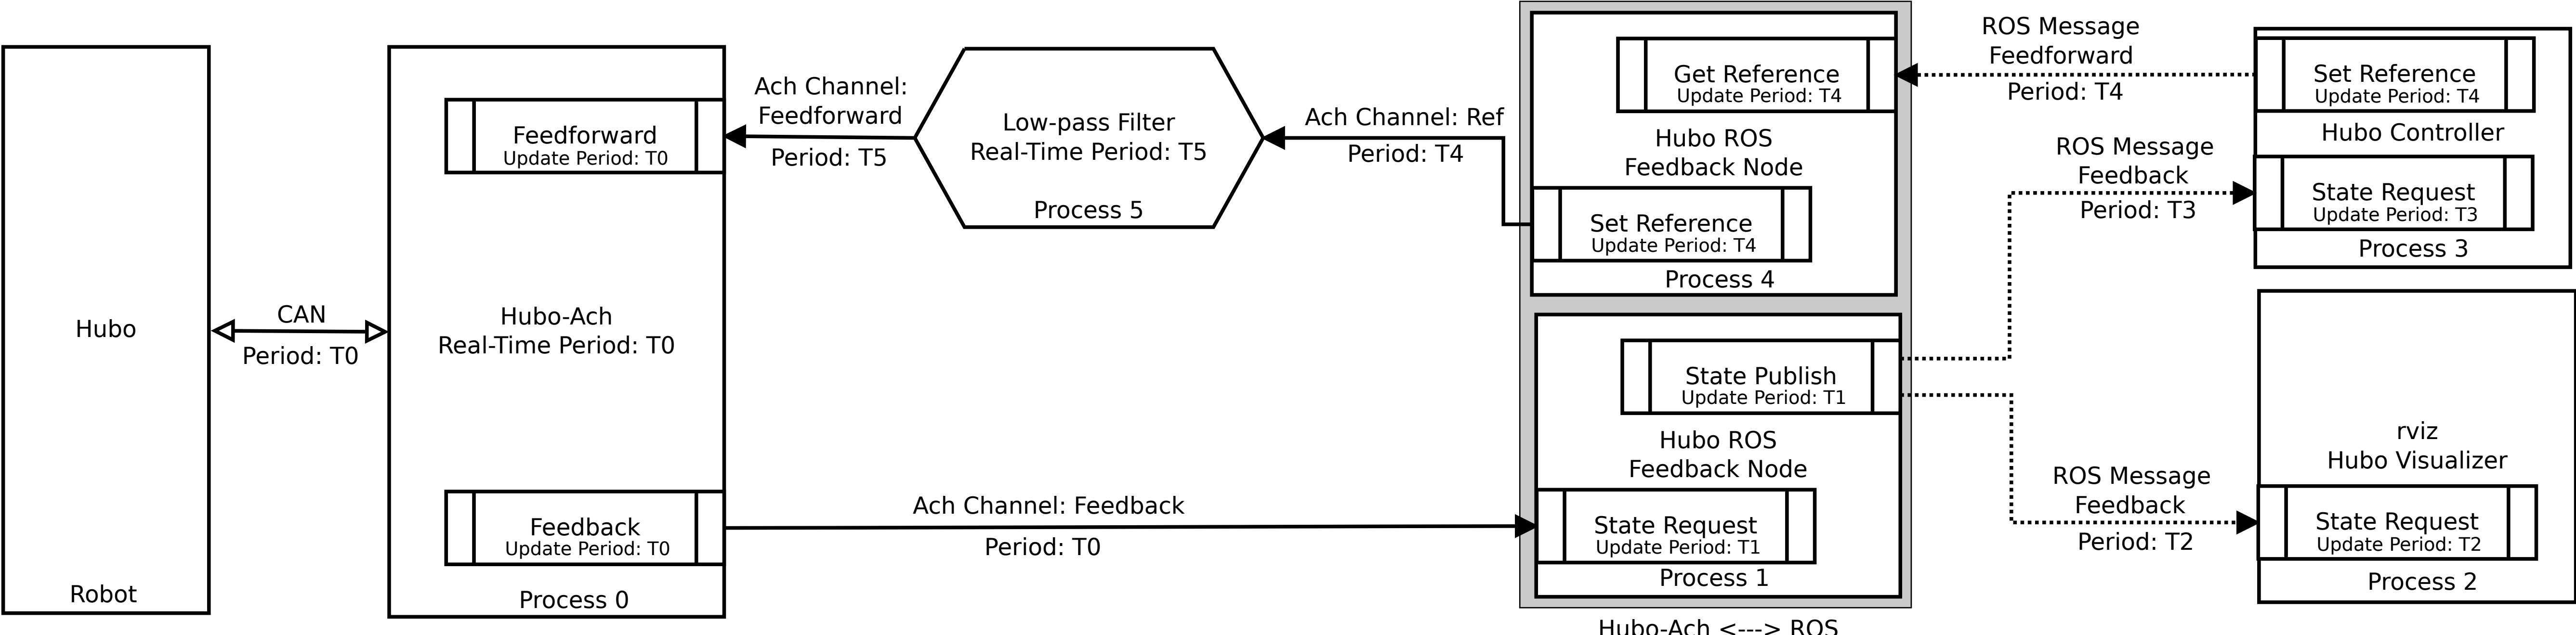 Hubo
Robot
CAN
Period: T0
Feedforward
Update Period: T0
Hubo-Ach
Real-Time Period: T0
Feedback
Update Period: T0
Process 0
Ach Channel:
Feedforward
Period: T5
Low-pass Filter
Real-Time Period: T5
Process 5
Ach Channel: Ref
Period: T4
Ach Channel: Feedback
Period: T0
Get Reference
Update Period: T4
Hubo ROS
Feedback Node
Set Reference
Update Period: T4
Process 4
State Publish
Update Period: T1
Hubo ROS
Feedback Node
State Request
Update Period: T1
Process 1
Hubo-Ach <---> ROS
ROS Message
Feedforward
Period: T4
ROS Message
Feedback
Period: T3
ROS Message
Feedback
Period: T2
Set Reference
Update Period: T4
Hubo Controller
State Request
Update Period: T3
Process 3
rviz
Hubo Visualizer
State Request
Update Period: T2
Process 2